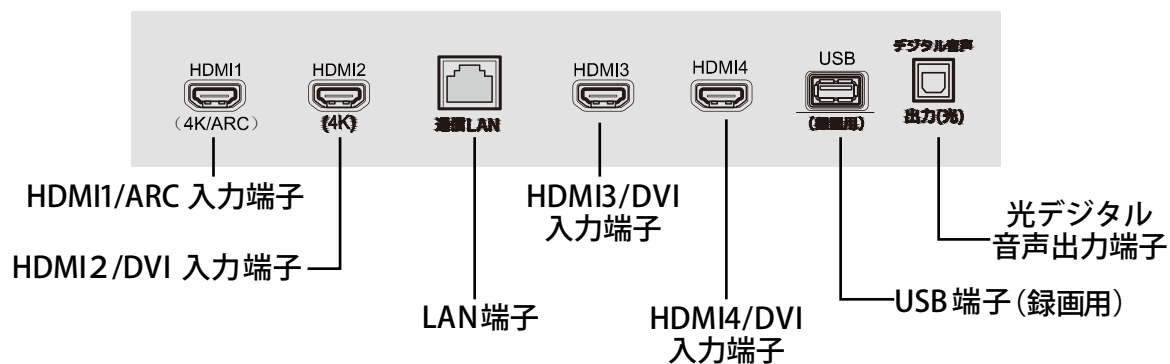 デジタル音声
HDMI1
HDMI2
HDMI3
HDMI4
USB
(4K/ARC)
(4K)
通信LAN
(録画用)
出力(光)
HDMI1/ARC 入力端子
HDMI3/DVI
入力端子
光デジタル
音声出力端子
HDMI2/DVI 入力端子
LAN端子
HDMI4/DVI
入力端子
USB端子(録画用)